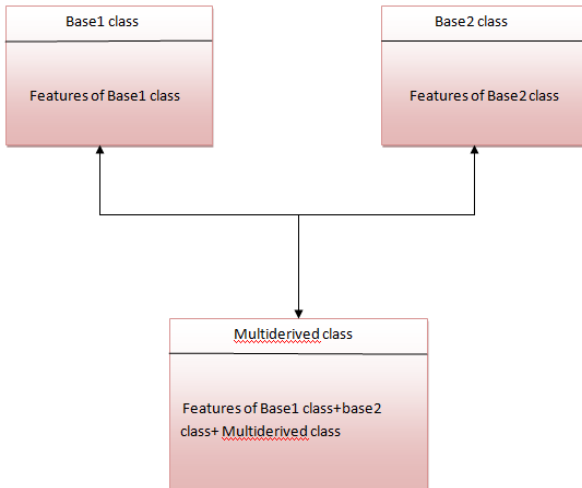 Base1 class
Base2 class
Features of Base1 class
Features of Base2 class
Multiderived class
Features of Base1 class+base2
class+ Multiderived class